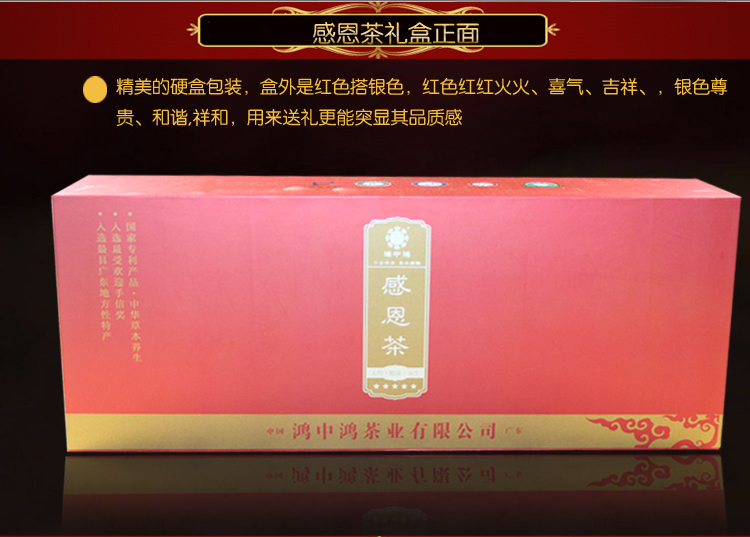 感恩茶礼盒正面
精美的硬盒包装，盒外是红色搭银色，红色红红火火、喜气、吉祥、，银色尊
贵、和谐,祥和，用来送礼更能突显其品质感
国家专利产品·中华草本养生
入选最受欢迎手信奖
入选最具广东地方性特产
鸿中鸿
感恩茶
中国 鸿中鸿茶业有限公司 广东